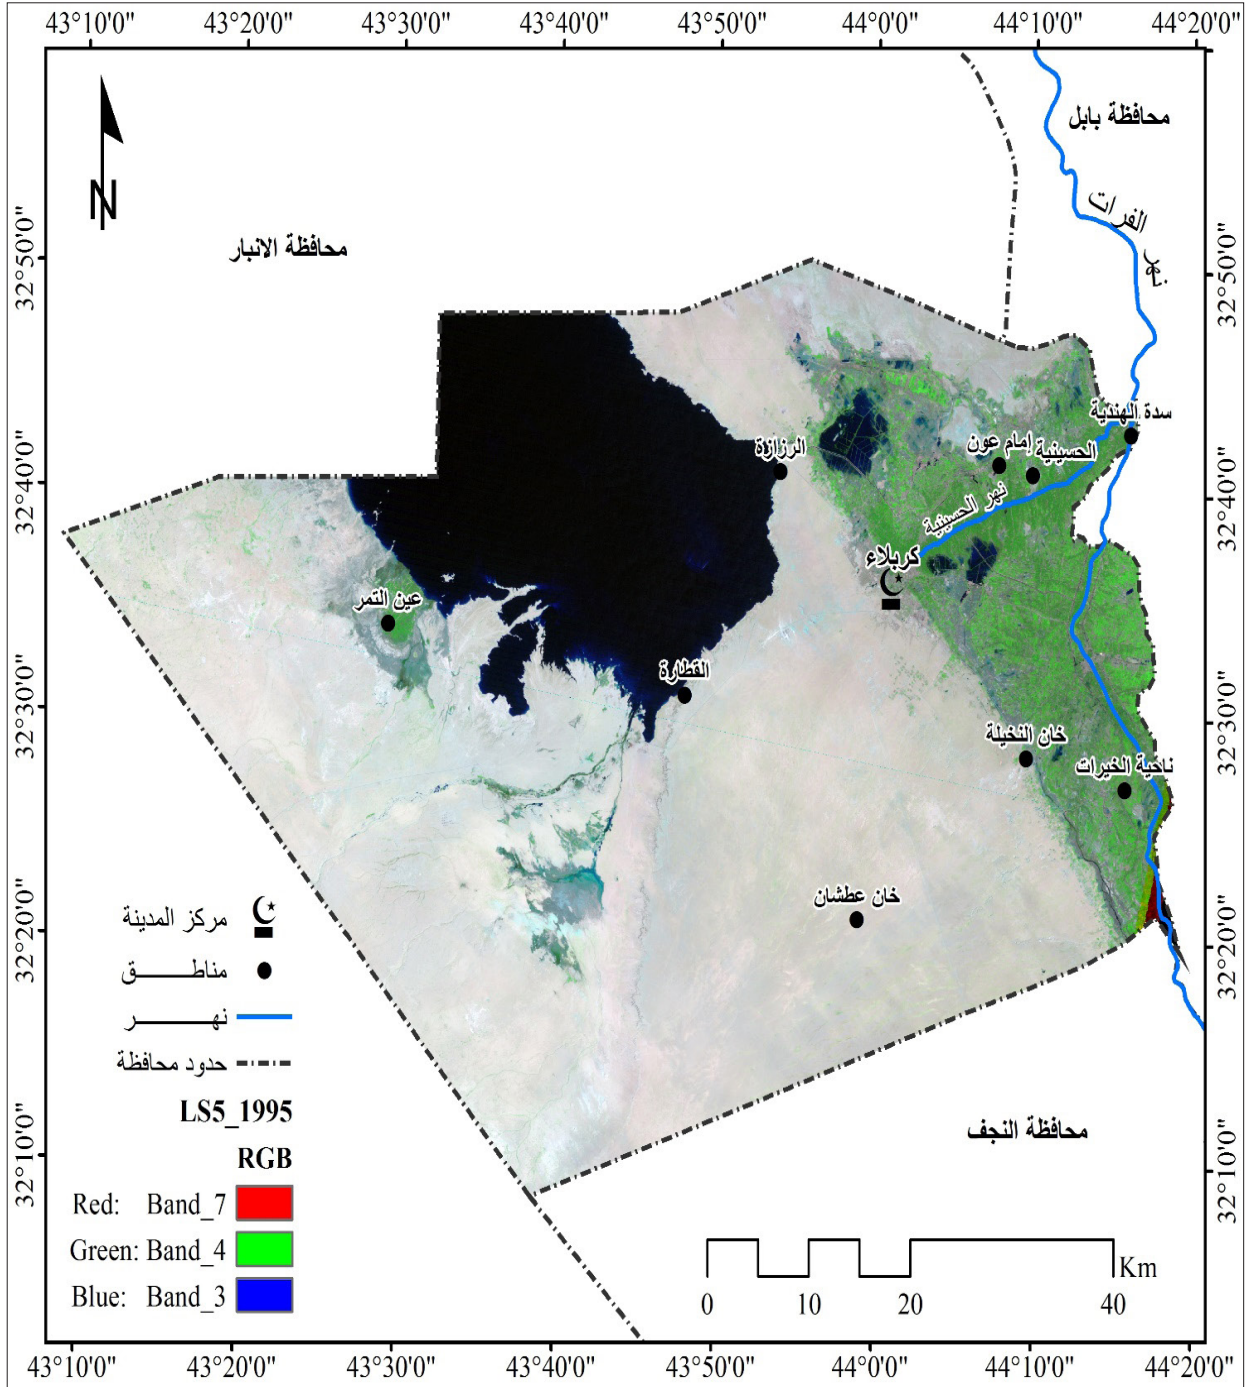 43°10'0" 43°20'0" 43°30'0" 43°40'0" 43°50'0" 44°0'0" 44°10'0" 44°20'0"
محافظة بابل
نهر الفرات
N
محافظة الانبار
32°50'0" 32°50'0"
سدة الهندية
الرزازة
إمام عون
الحسينية
32°40'0" 32°40'0"
نهر الحسينية
كربلاء
عين التمر
القطارة
32°30'0" 32°30'0"
خان النخيلة
ناحية الخيرات
خان عطشان
32°20'0" 32°20'0"
مركز المدينة
مناطــــــق
نهــــــــر
حدود محافظة
LS5_1995
محافظة النجف
32°10'0" 32°10'0"
RGB
Red: Band_7
Green: Band_4
Blue: Band_3
Km
0 10 20 40
43°10'0" 43°20'0" 43°30'0" 43°40'0" 43°50'0" 44°0'0" 44°10'0" 44°20'0"